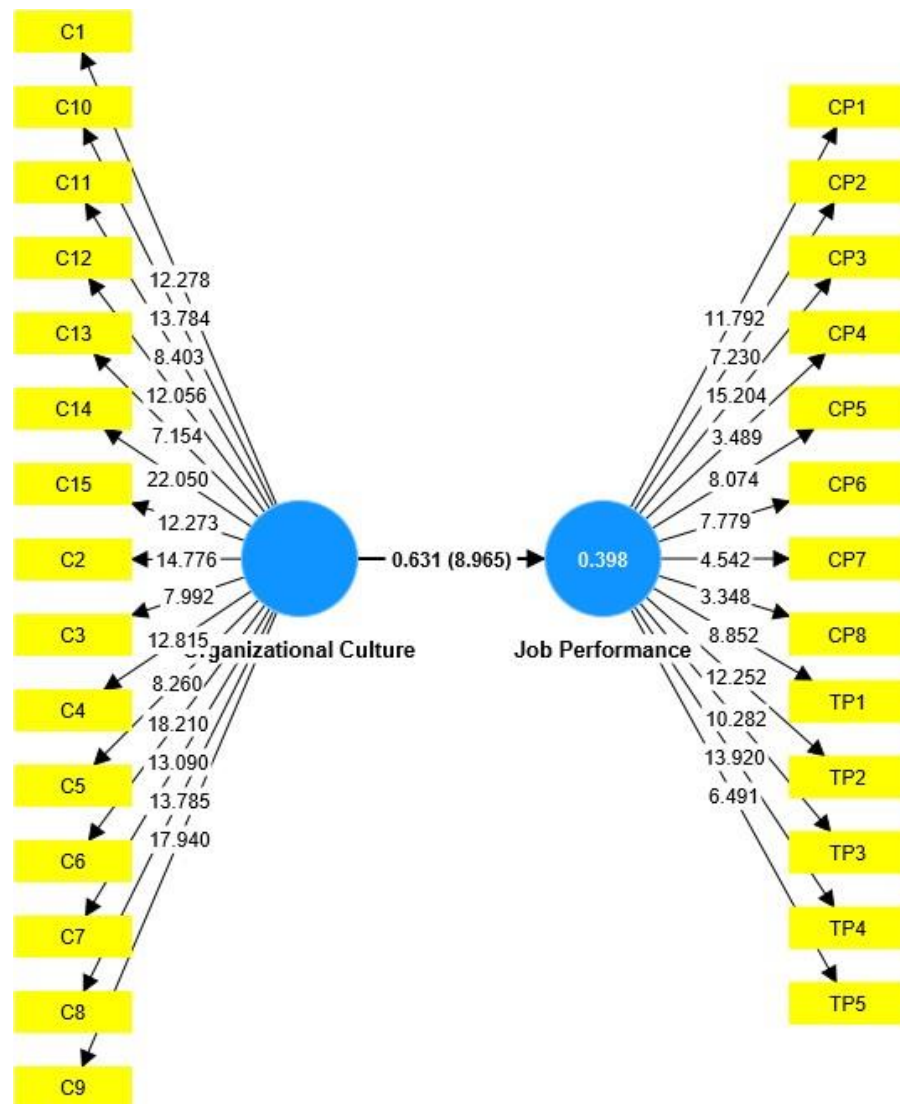 C1
C10
C11
C12
C13
C14
C15
C2
C3
C4
C5
C6
C7
C8
C9
12.278
13.784
8.403
12.056
7.154
22.050
12.273
14.776
7.992
12.815
8.260
18.210
13.090
13.785
17.940
Organizational Culture
0.631 (8.965)
0.398
Job Performance
11.792
7.230
15.204
3.489
8.074
7.779
4.542
3.348
8.852
12.252
10.282
13.920
6.491
CP1
CP2
CP3
CP4
CP5
CP6
CP7
CP8
TP1
TP2
TP3
TP4
TP5